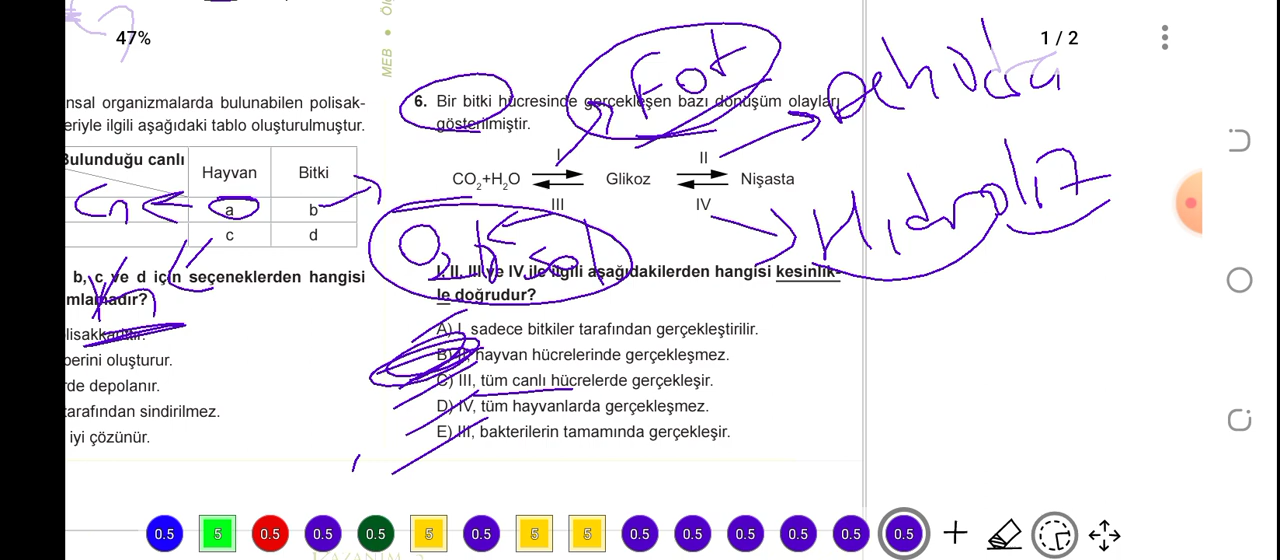 47%
1 / 2
MEB ● Ölç
nsal organizmalarda bulunabilen polisak-
eriyle ilgili aşağıdaki tablo oluşturulmuştur.
Bulunduğu canlı
Hayvan
Bitki
a
b
c
d
b, c ve d için seçeneklerden hangisi
mlamadır?
lisakkarittir.
perini oluşturur.
rde depolanır.
tarafından sindirilmez.
iyi çözünür.
6. Bir bitki hücresinde gerçekleşen bazı dönüşüm olayları
gösterilmiştir.
Fot
I
II
CO2+H2O
Glikoz
Nişasta
III
IV
Hidroliz
O2li sol
I, II, III ve IV ile ilgili aşağıdakilerden hangisi kesinlik-
le doğrudur?
A) I, sadece bitkiler tarafından gerçekleştirilir.
B) II, hayvan hücrelerinde gerçekleşmez.
C) III, tüm canlı hücrelerde gerçekleşir.
D) IV, tüm hayvanlarda gerçekleşmez.
E) III, bakterilerin tamamında gerçekleşir.
0.5
5
0.5
0.5
0.5
5
0.5
5
5
0.5
0.5
0.5
0.5
0.5
0.5